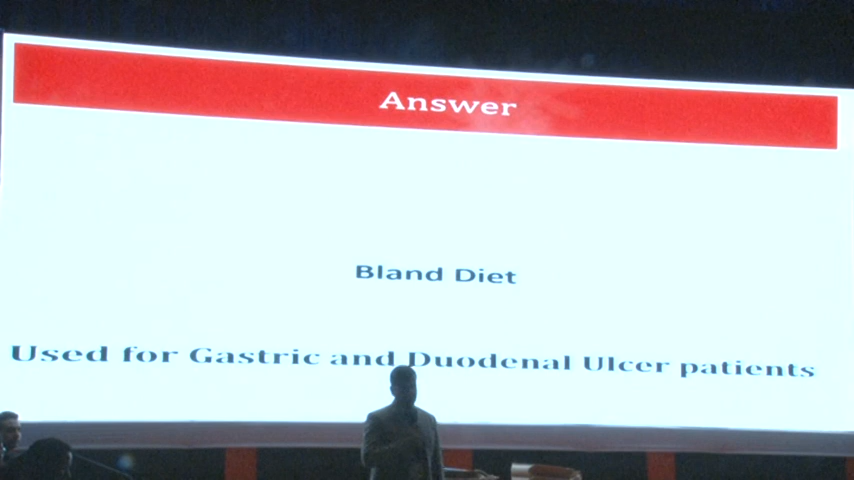 Answer
Bland Diet
Used for Gastric and Duodenal Ulcer patients